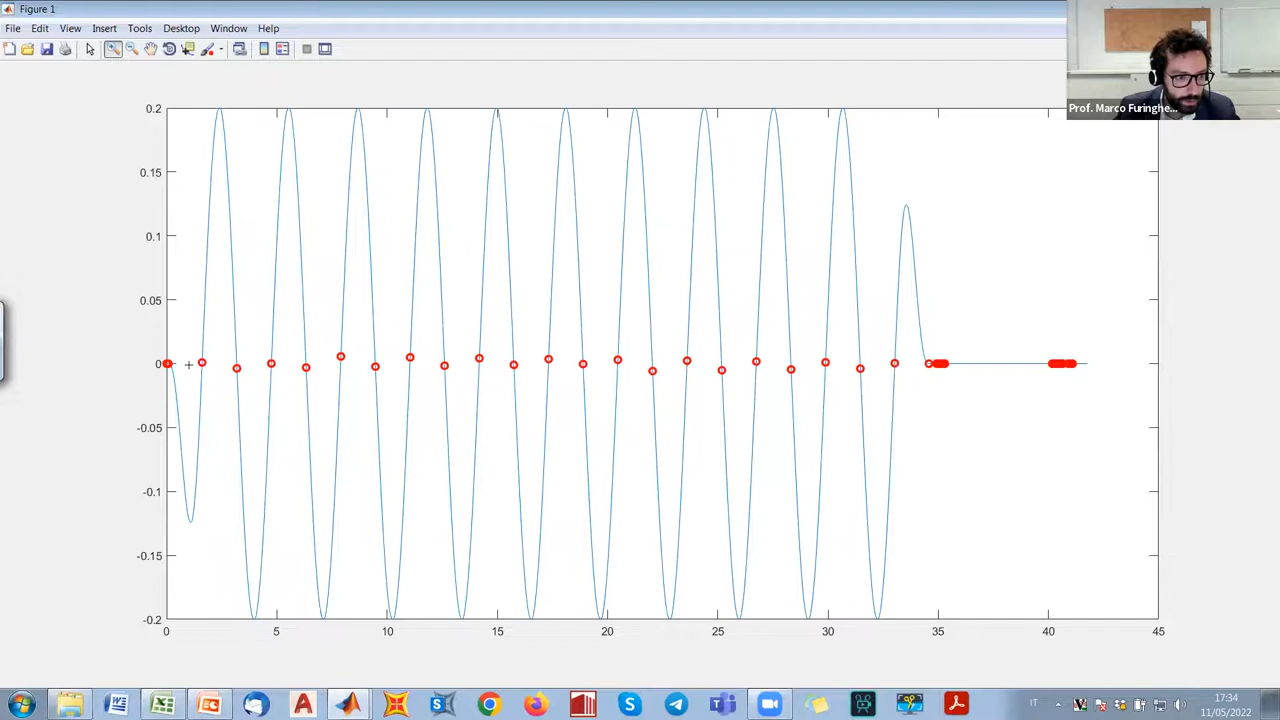 Figure 1
File Edit View Insert Tools Desktop Window Help
Prof. Marco Furinghe...
0.2
0.15
0.1
0.05
0
-0.05
-0.1
-0.15
-0.2
0 5 10 15 20 25 30 35 40 45
IT
17:34
11/05/2022